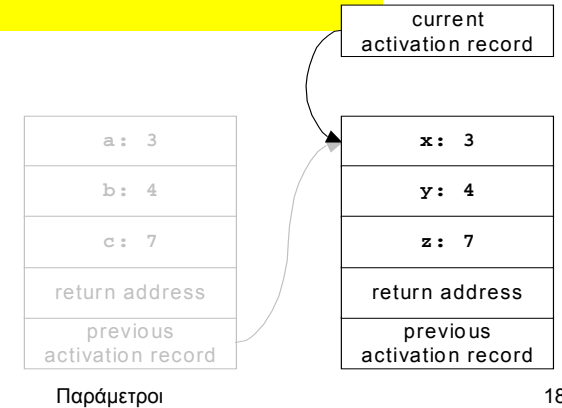 current
activation record
a: 3
b: 4
c: 7
return address
previous
activation record
x: 3
y: 4
z: 7
return address
previous
activation record
Παράμετροι
18